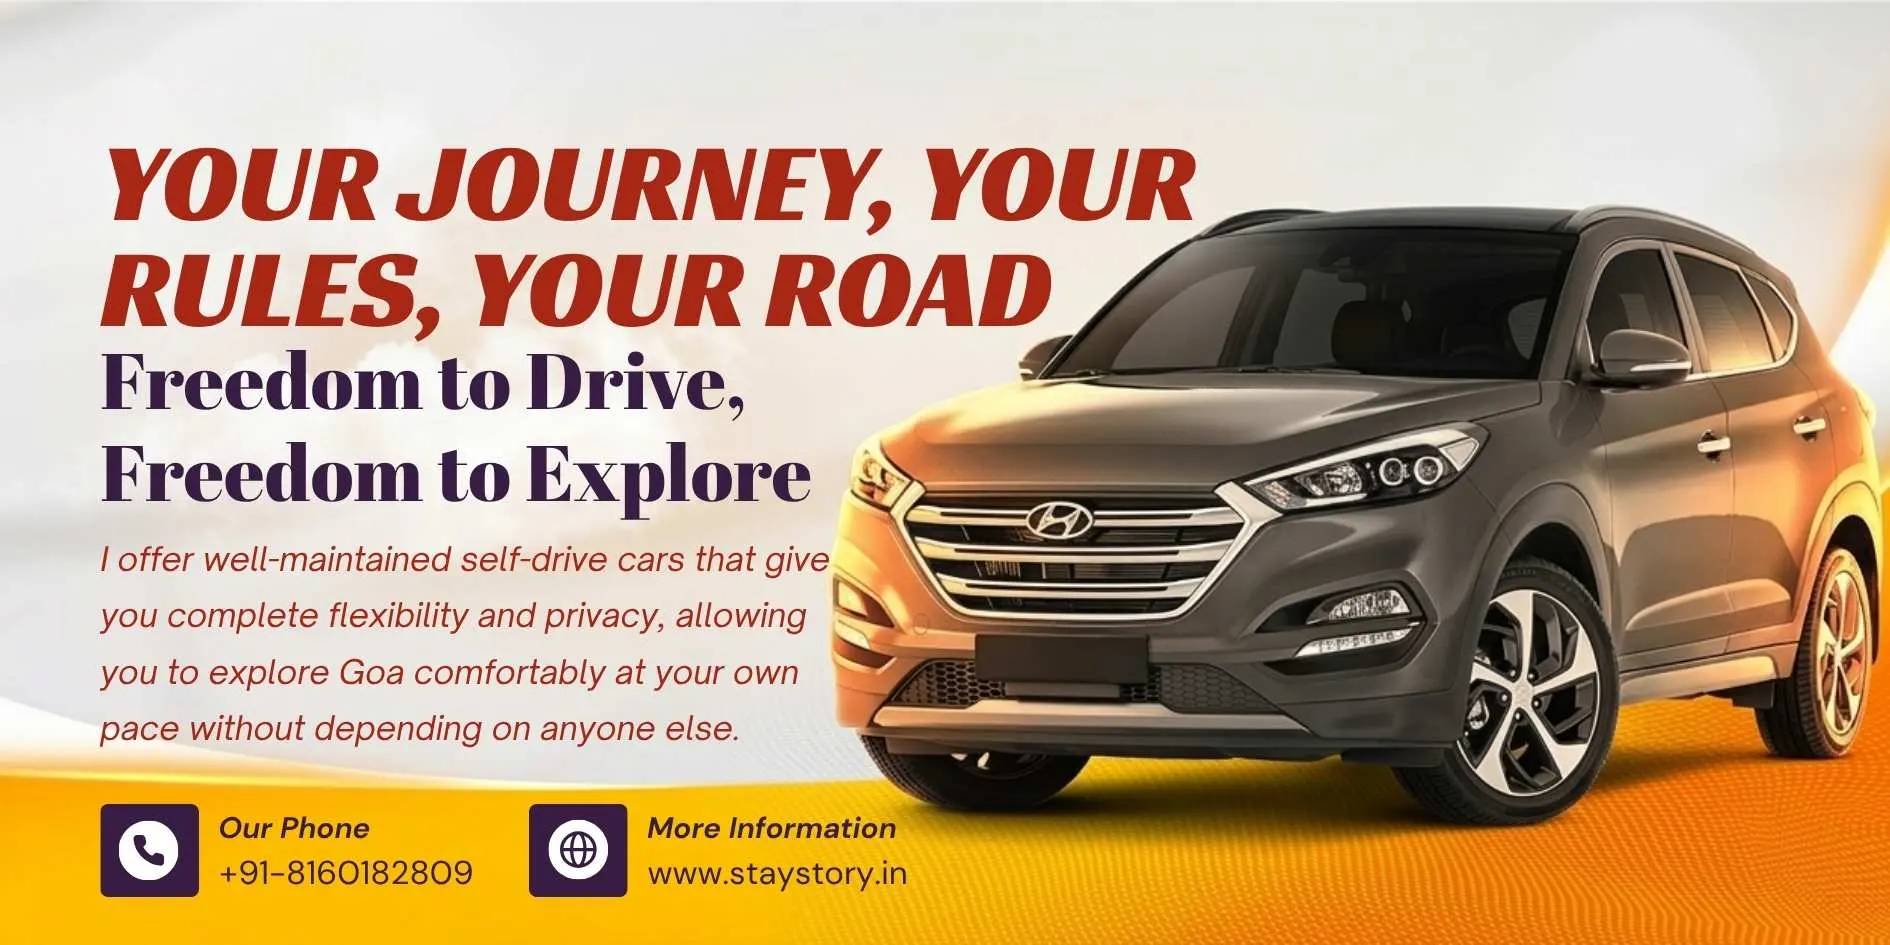 YOUR JOURNEY, YOUR
RULES, YOUR ROAD
Freedom to Drive,
Freedom to Explore
I offer well-maintained self-drive cars that give
you complete flexibility and privacy, allowing
you to explore Goa comfortably at your own
pace without depending on anyone else.
Our Phone
+91-8160182809
More Information
www.staystory.in